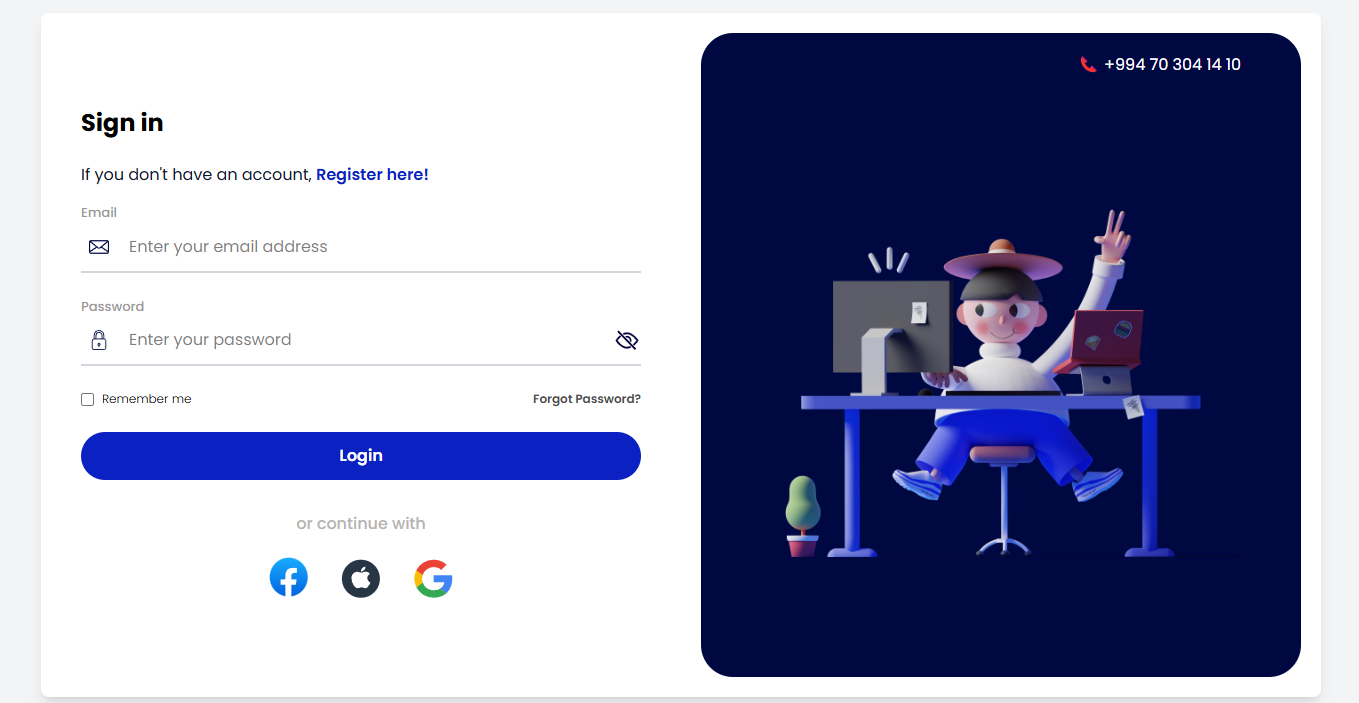 +994 70 304 14 10
Sign in
If you don't have an account, Register here!
Email
Enter your email address
Password
Enter your password
Remember me
Forgot Password?
Login
or continue with